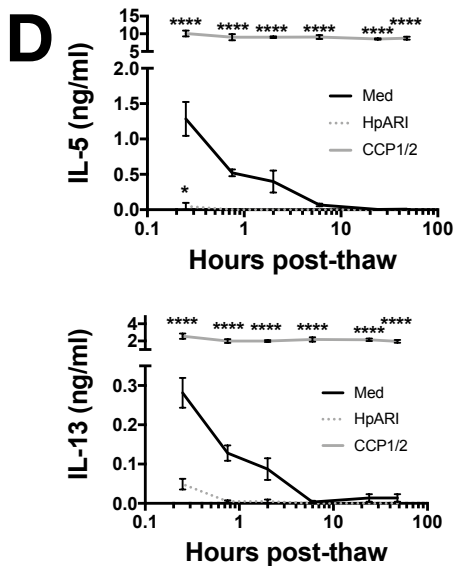 D
**** **** **** **** **** ****
15
10
5
2.0
1.5
1.0
0.5
0.0
IL-5 (ng/ml)
Med
HpARI
CCP1/2
*
0.1 1 10 100
Hours post-thaw
**** **** **** **** **** ****
4
2
0.3
0.2
0.1
0.0
IL-13 (ng/ml)
Med
HpARI
CCP1/2
0.1 1 10 100
Hours post-thaw